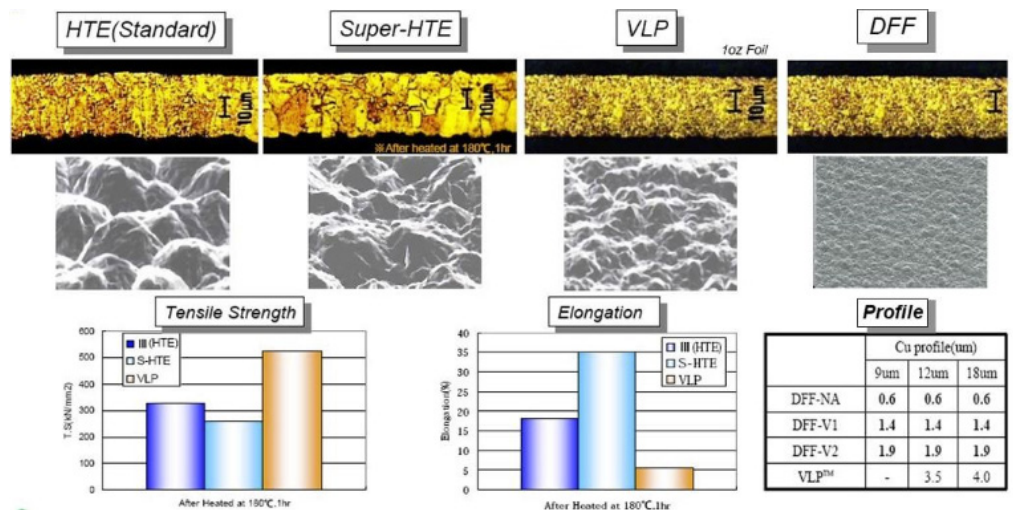 HTE(Standard)
Super-HTE
VLP
DFF
1oz Foil
10μm
10μm
10μm
10μm
※After heated at 180℃,1hr
Tensile Strength
Elongation
Profile
600
500
400
300
200
100
0
T.S(kN/mm2)
III(HTE)
S-HTE
VLP
After Heated at 180℃,1hr
40
35
30
25
20
15
10
5
0
Elongation(%)
III(HTE)
S-HTE
VLP
After Heated at 180℃,1hr
Cu profile(um)
9um 12um 18um
DFF-NA 0.6 0.6 0.6
DFF-V1 1.4 1.4 1.4
DFF-V2 1.9 1.9 1.9
VLP™ - 3.5 4.0